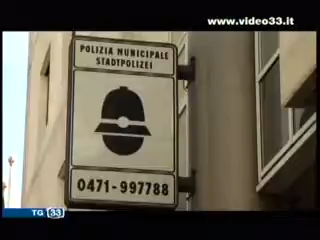 www.video33.it
POLIZIA MUNICIPALE
STADTPOLIZEI
0471-997788
TG 33